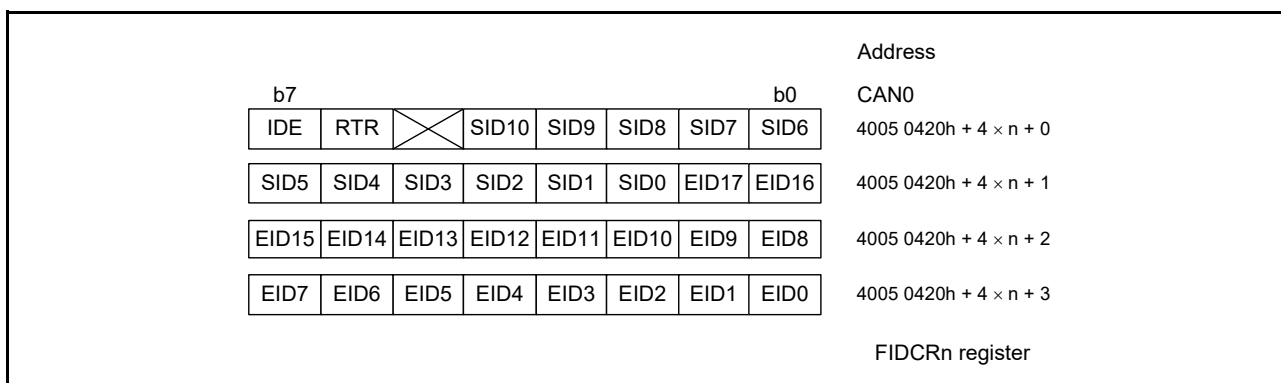 Address
b7 b0 CAN0
IDE RTR SID10 SID9 SID8 SID7 SID6 4005 0420h + 4 × n + 0
SID5 SID4 SID3 SID2 SID1 SID0 EID17 EID16 4005 0420h + 4 × n + 1
EID15 EID14 EID13 EID12 EID11 EID10 EID9 EID8 4005 0420h + 4 × n + 2
EID7 EID6 EID5 EID4 EID3 EID2 EID1 EID0 4005 0420h + 4 × n + 3
FIDCRn register